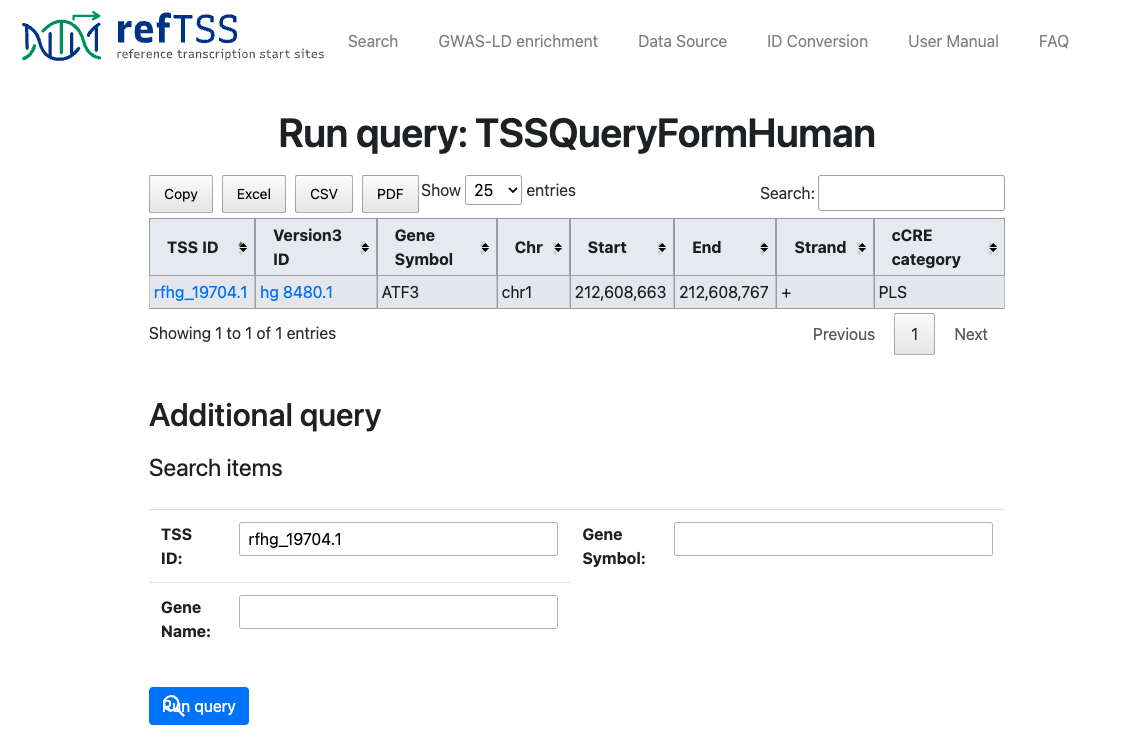 refTSS
reference transcription start sites
Search GWAS-LD enrichment Data Source ID Conversion User Manual FAQ
Run query: TSSQueryFormHuman
Copy Excel CSV PDF Show 25 entries Search:
TSS ID Version3 ID Gene Symbol Chr Start End Strand cCRE category
rfhg_19704.1 hg 8480.1 ATF3 chr1 212,608,663 212,608,767 + PLS
Showing 1 to 1 of 1 entries Previous 1 Next
Additional query
Search items
TSS ID: rfhg_19704.1 Gene Symbol:
Gene Name:
Run query